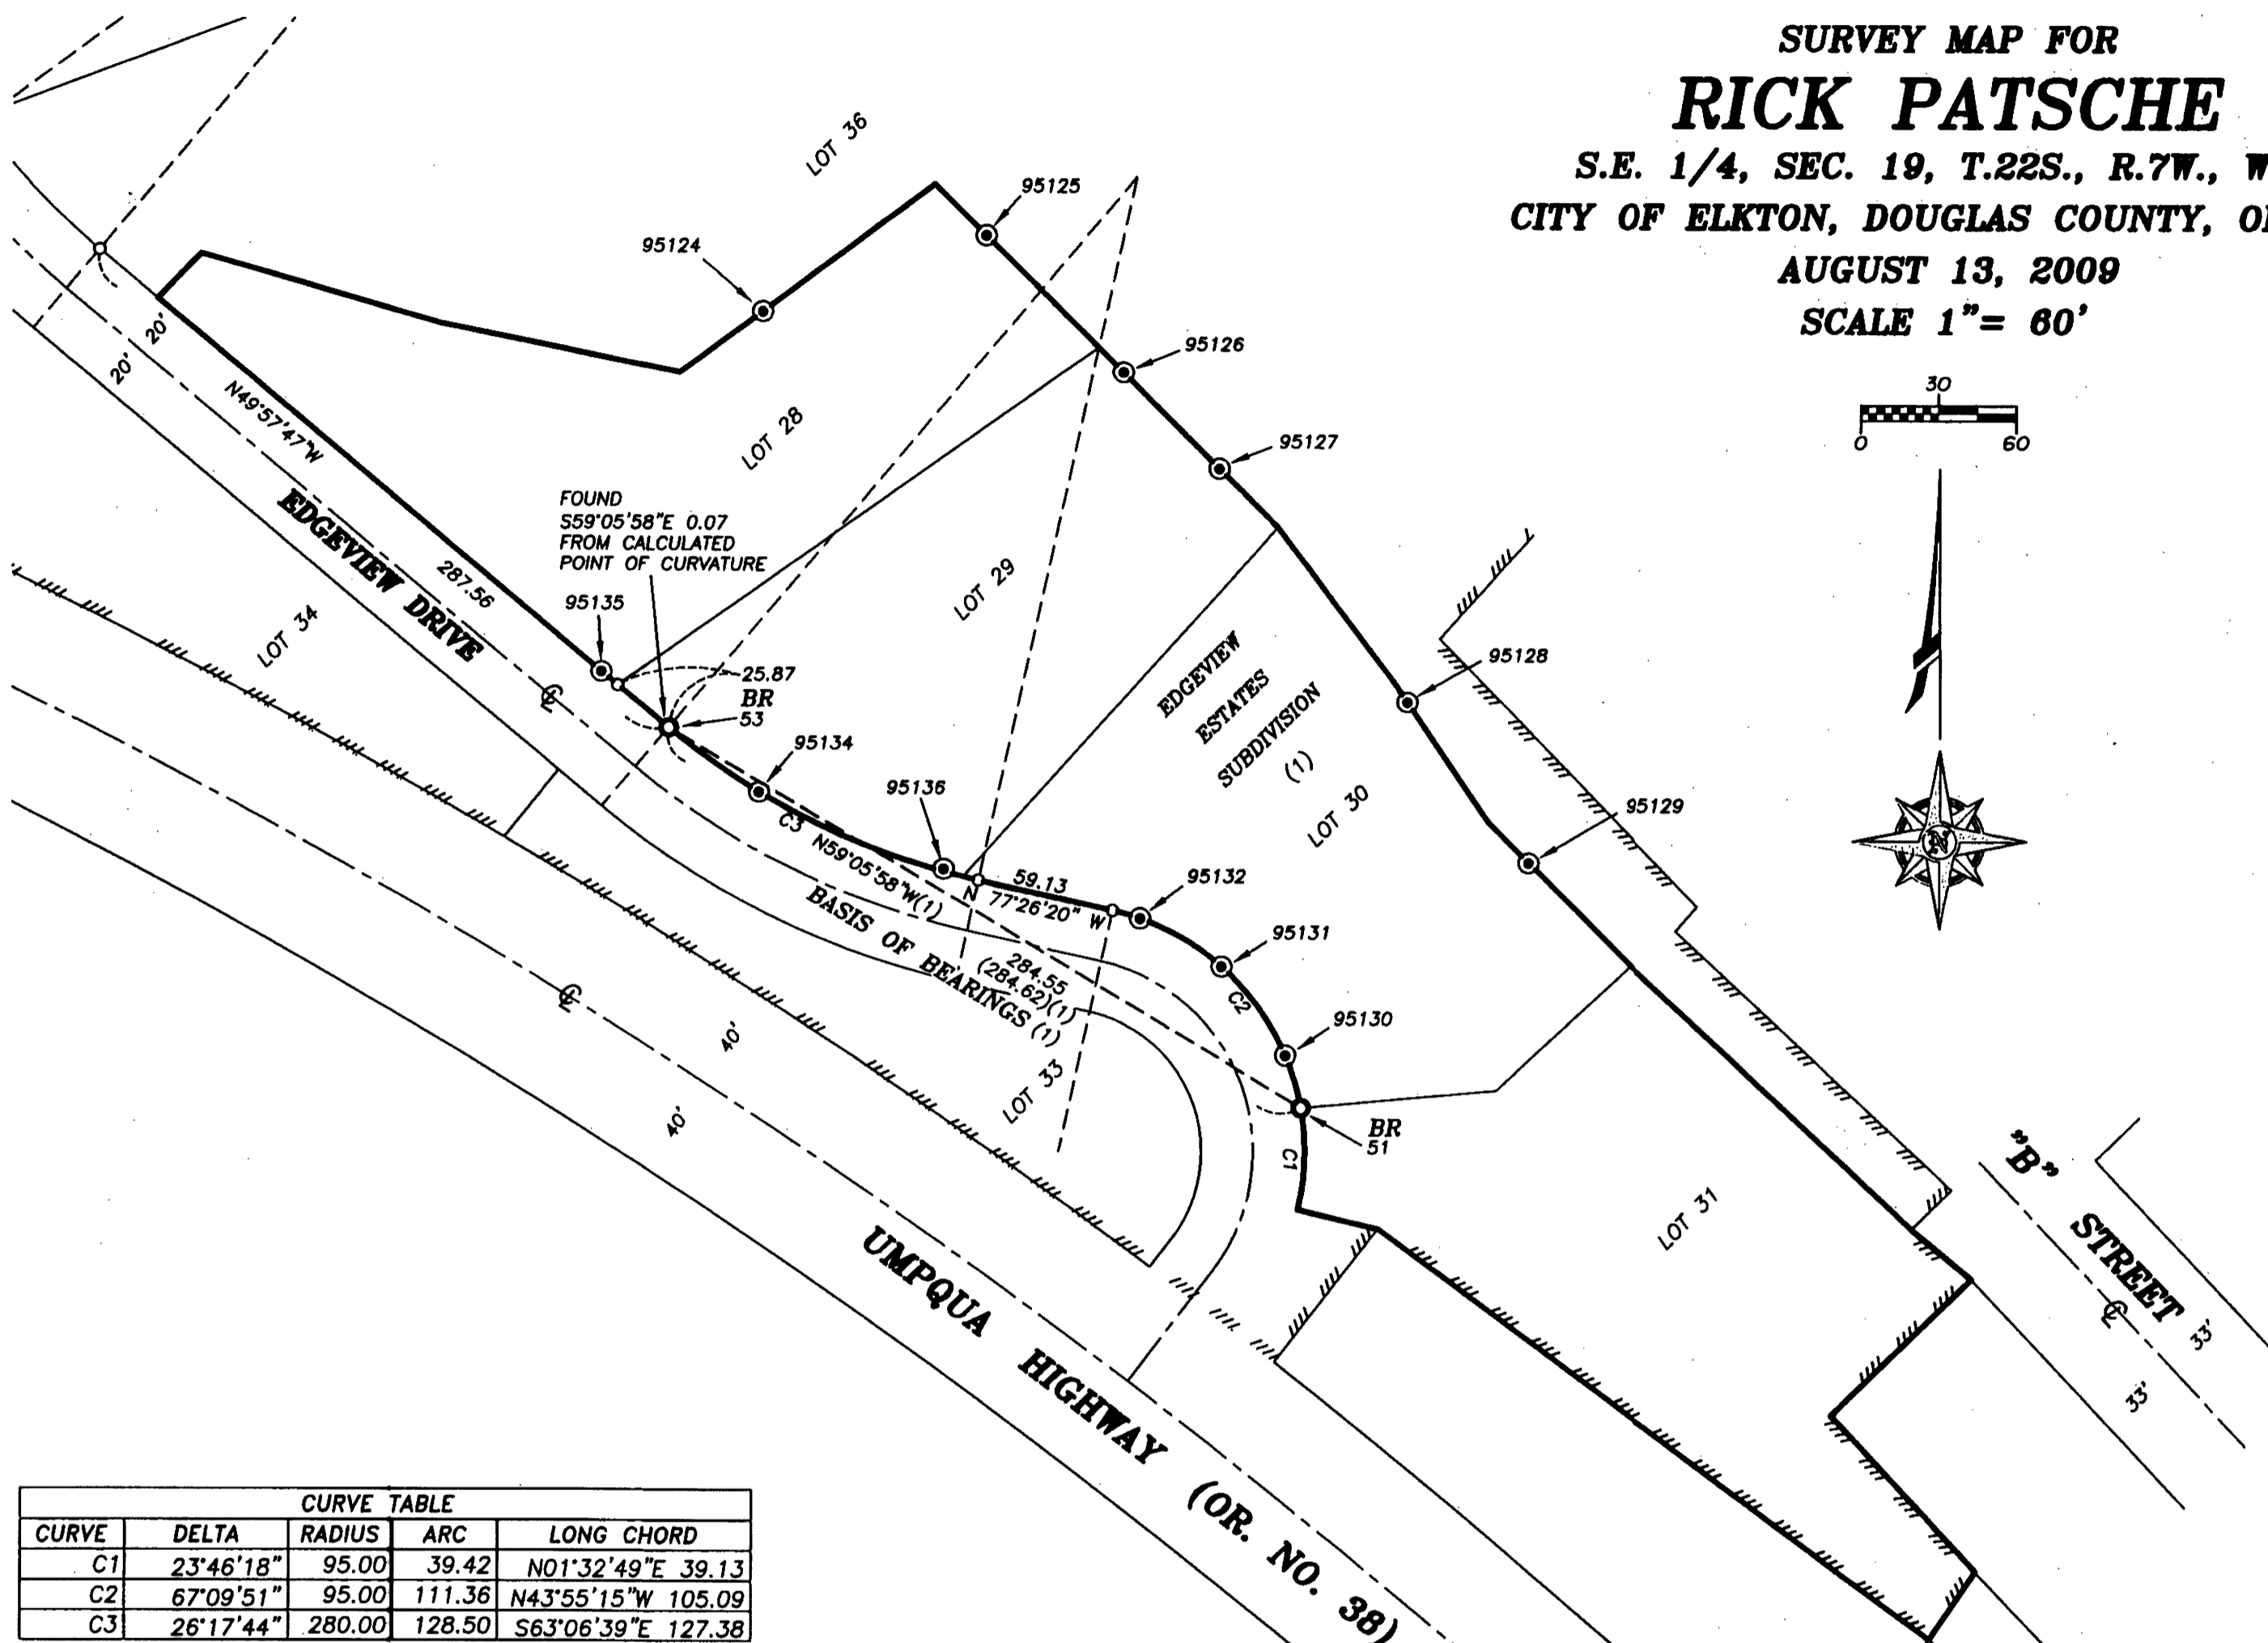 SURVEY MAP FOR
RICK PATSCHE
S.E. 1/4, SEC. 19, T.22S., R.7W., W
CITY OF ELKTON, DOUGLAS COUNTY, O
AUGUST 13, 2009
SCALE 1"= 60'
30
0 60
LOT 36
95125
95124
95126
95127
20'
20'
N49°57'47"W
287.56
EDGEVIEW DRIVE
LOT 28
FOUND
S59°05'58"E 0.07
FROM CALCULATED
POINT OF CURVATURE
95135
LOT 34
25.87
BR
53
LOT 29
95134
95136
C3
N59°05'58"W(1)
BASIS OF BEARINGS (1)
284.55
(284.62)(1)
59.13
N 77°26'20" W
95132
95131
C2
95130
BR
51
C1
EDGEVIEW
ESTATES
SUBDIVISION
(1)
LOT 30
95128
95129
N
LOT 33
40'
40'
LOT 31
"B" STREET
33'
33'
UMPQUA HIGHWAY (OR. NO. 38)
CURVE TABLE
CURVE DELTA RADIUS ARC LONG CHORD
C1 23°46'18" 95.00 39.42 N01°32'49"E 39.13
C2 67°09'51" 95.00 111.36 N43°55'15"W 105.09
C3 26°17'44" 280.00 128.50 S63°06'39"E 127.38